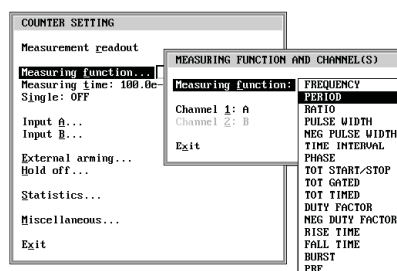 COUNTER SETTING
Measurement readout
Measuring function...
Measuring time: 100.0e-
Single: OFF
Input A...
Input B...
External arming...
Hold off...
Statistics...
Miscellaneous...
Exit
MEASURING FUNCTION AND CHANNEL(S)
Measuring function:
Channel 1: A
Channel 2: B
Exit
FREQUENCY
PERIOD
RATIO
PULSE WIDTH
NEG PULSE WIDTH
TIME INTERVAL
PHASE
TOT START/STOP
TOT GATED
TOT TIMED
DUTY FACTOR
NEG DUTY FACTOR
RISE TIME
FALL TIME
BURST
PRF